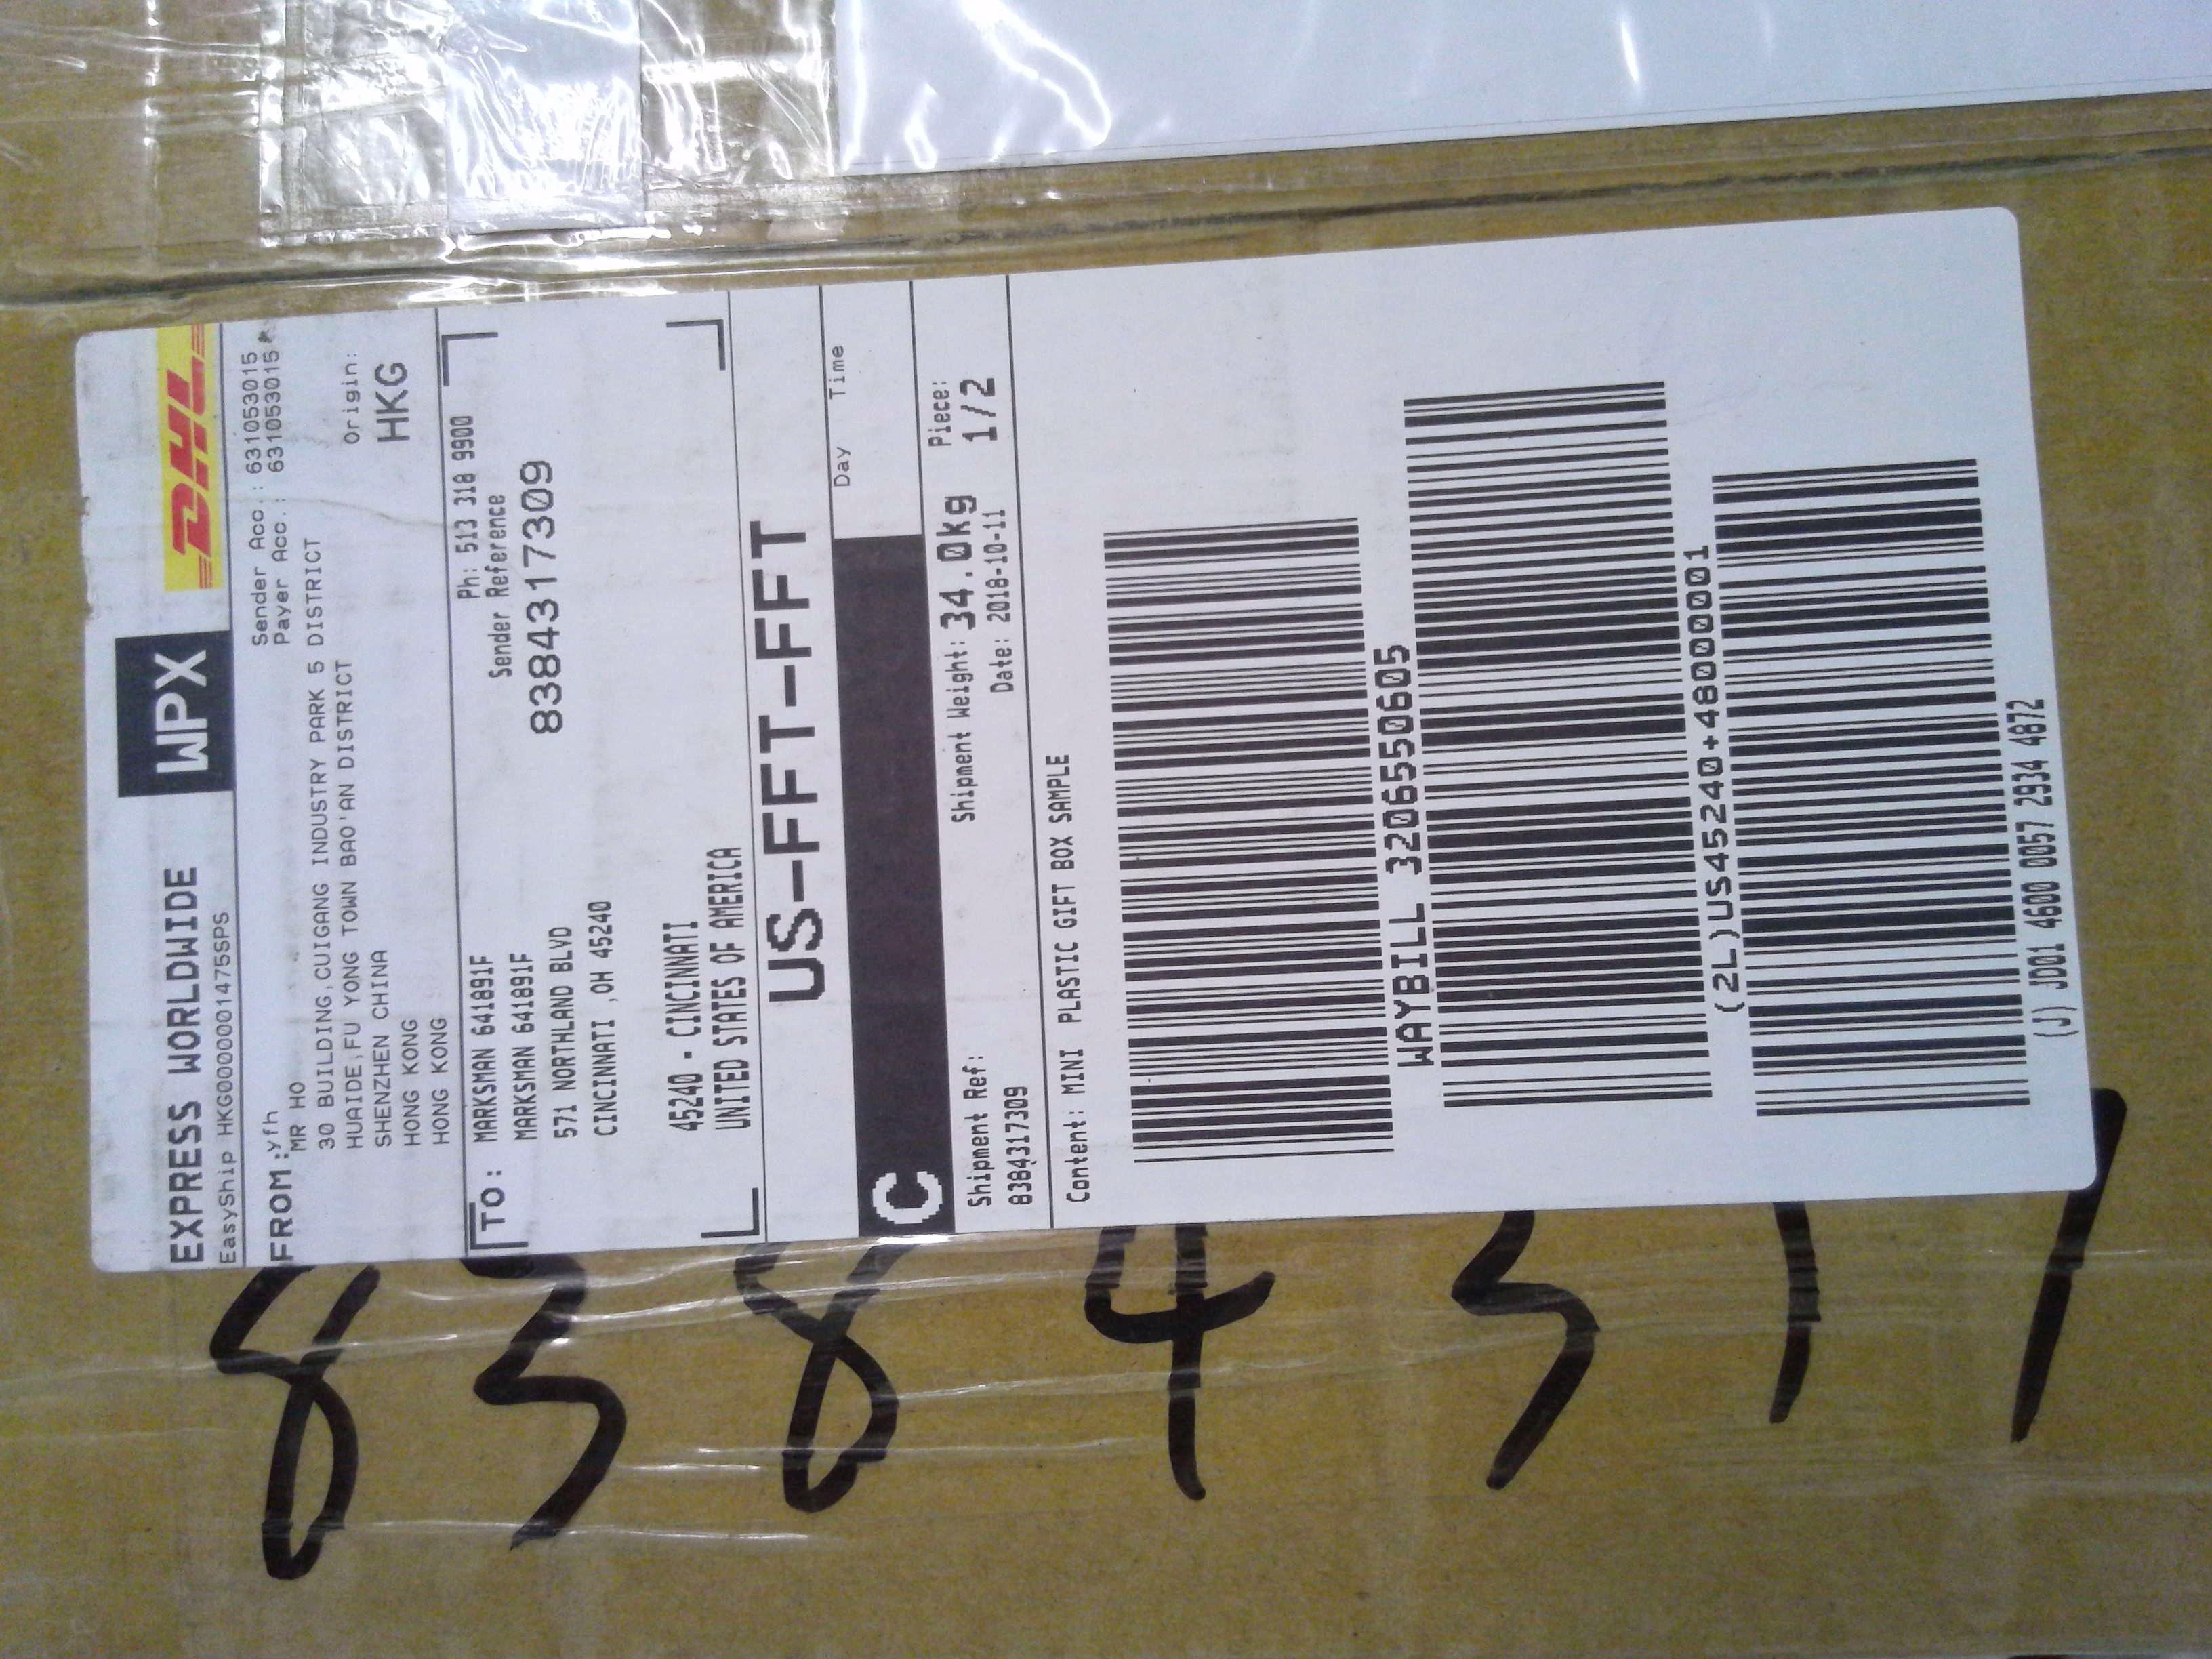 EXPRESS WORLDWIDE WPX DHL
EasyShip HKG00000001475SPS
FROM:yfh Sender Acc.: 631053015
MR HO Payer Acc.: 631053015
30 BUILDING,CUIGANG INDUSTRY PARK 5 DISTRICT
HUAIDE,FU YONG TOWN BAO'AN DISTRICT
SHENZHEN CHINA
HONG KONG
HONG KONG
Origin:
HKG
TO: MARKSMAN 641891F Ph: 513 318 9900
MARKSMAN 641891F Sender Reference
571 NORTHLAND BLVD 8384317309
CINCINNATI ,OH 45240
45240 - CINCINNATI
UNITED STATES OF AMERICA
US-FFT-FFT
C Day Time
Shipment Ref: Shipment Weight: 34.0kg Piece:
8384317309 Date: 2018-10-11 1/2
Content: MINI PLASTIC GIFT BOX SAMPLE
WAYBILL 3206550605
(2L)US45240+48000001
(J) JD01 4600 0057 2934 4872
838431